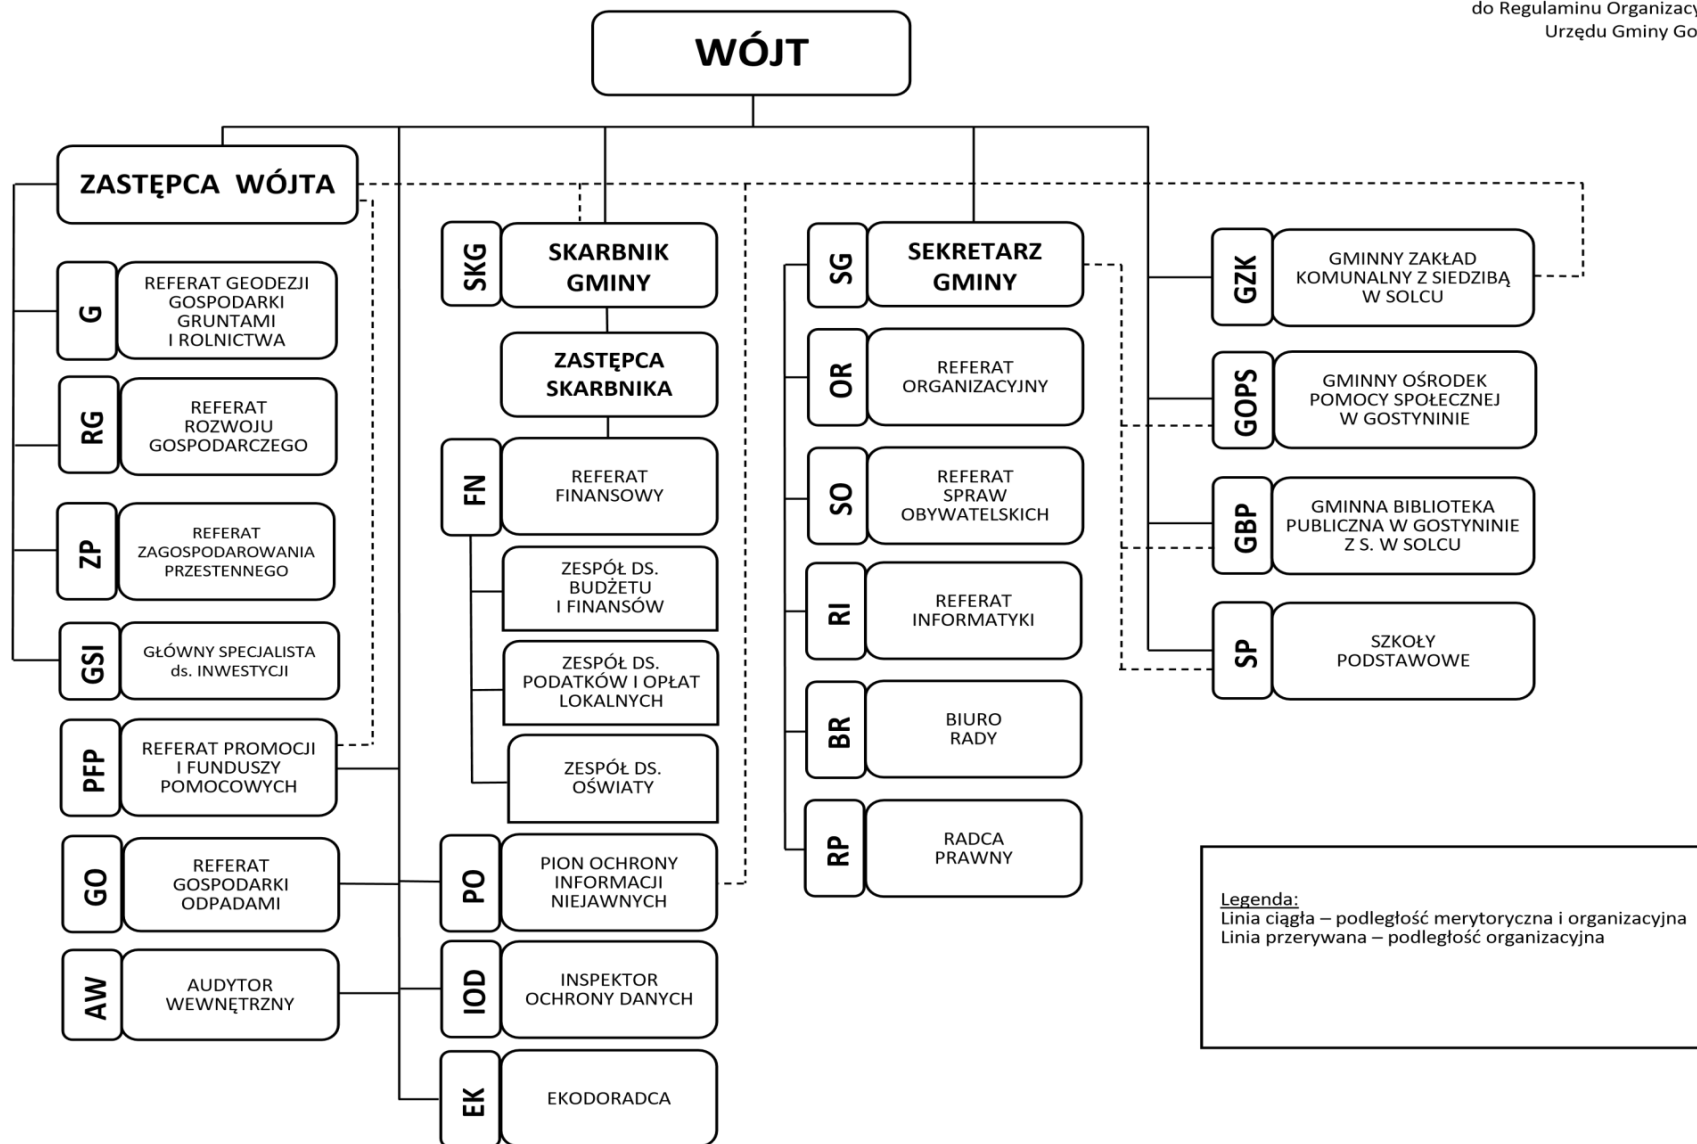 do Regulaminu Organizacy
Urzędu Gminy Go
WÓJT
ZASTĘPCA WÓJTA
G
REFERAT GEODEZJI
GOSPODARKI
GRUNTAMI
I ROLNICTWA
RG
REFERAT
ROZWOJU
GOSPODARCZEGO
ZP
REFERAT
ZAGOSPODAROWANIA
PRZESTENNEGO
GSI
GŁÓWNY SPECJALISTA
ds. INWESTYCJI
PFP
REFERAT PROMOCJI
I FUNDUSZY
POMOCOWYCH
GO
REFERAT
GOSPODARKI
ODPADAMI
AW
AUDYTOR
WEWNĘTRZNY
SKG
SKARBNIK
GMINY
ZASTĘPCA
SKARBNIKA
FN
REFERAT
FINANSOWY
ZESPÓŁ DS.
BUDŻETU
I FINANSÓW
ZESPÓŁ DS.
PODATKÓW I OPŁAT
LOKALNYCH
ZESPÓŁ DS.
OŚWIATY
PO
PION OCHRONY
INFORMACJI
NIEJAWNYCH
IOD
INSPEKTOR
OCHRONY DANYCH
EK
EKODORADCA
SG
SEKRETARZ
GMINY
OR
REFERAT
ORGANIZACYJNY
SO
REFERAT
SPRAW
OBYWATELSKICH
RI
REFERAT
INFORMATYKI
BR
BIURO
RADY
RP
RADCA
PRAWNY
GZK
GMINNY ZAKŁAD
KOMUNALNY Z SIEDZIBĄ
W SOLCU
GOPS
GMINNY OŚRODEK
POMOCY SPOŁECZNEJ
W GOSTYNINIE
GBP
GMINNA BIBLIOTEKA
PUBLICZNA W GOSTYNINIE
Z S. W SOLCU
SP
SZKOŁY
PODSTAWOWE
Legenda:
Linia ciągła – podległość merytoryczna i organizacyjna
Linia przerywana – podległość organizacyjna